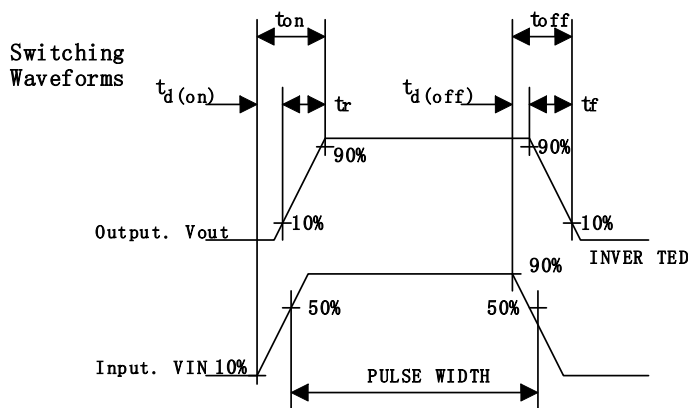 ton
toff
Switching
Waveforms
td(on)
tr
td(off)
tf
90%
90%
10%
10%
Output. Vout
INVER TED
90%
50%
50%
Input. VIN 10%
PULSE WIDTH